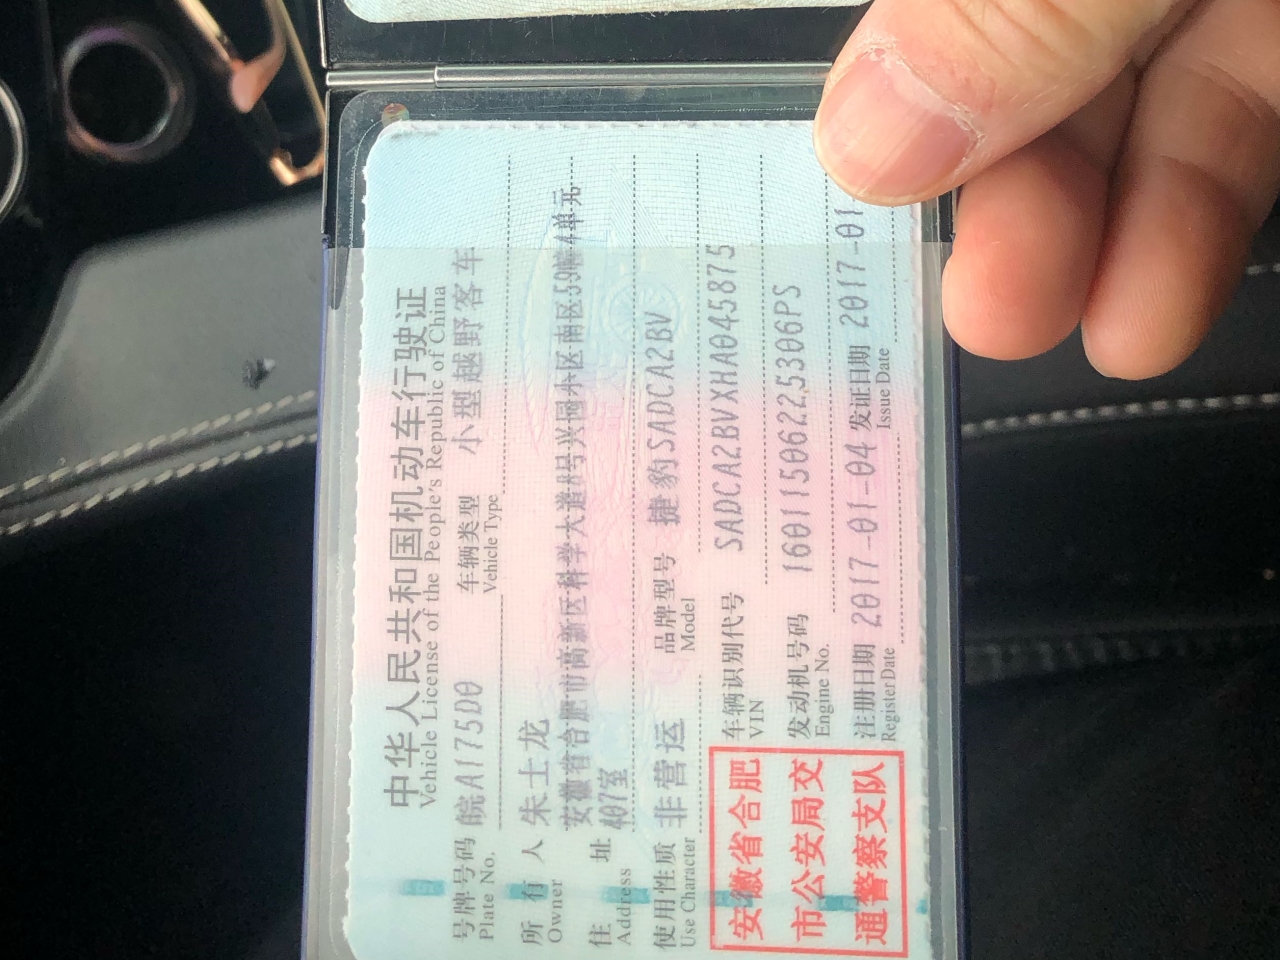 中华人民共和国机动车行驶证
Vehicle License of the People's Republic of China
号牌号码 皖A175D0 车辆类型 小型越野客车
Plate No. Vehicle Type
所有人 朱士龙
Owner
住址 安徽省合肥市高新区科学大道8号兴园小区南区59幢4单元
Address 407室
使用性质 非营运 品牌型号 捷豹SADCA2BV
Use Character Model
车辆识别代号 SADCA2BVXHA045875
VIN
发动机号码 16011506225306PS
Engine No.
注册日期 2017-01-04 发证日期 2017-01
Register Date Issue Date
安徽省合肥
市公安局交
通警察支队